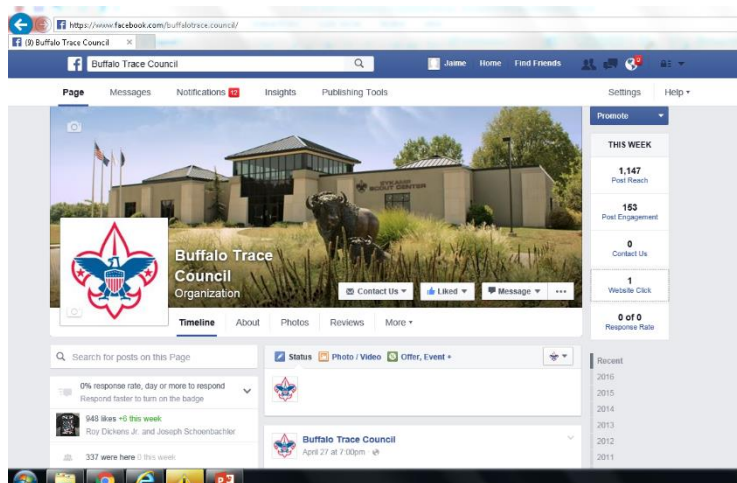 https://www.facebook.com/buffalotrace.council/
(9) Buffalo Trace Council
Buffalo Trace Council
Jaime Home Find Friends
Page Messages Notifications 12 Insights Publishing Tools Settings Help
Promote
THIS WEEK
1,147
Post Reach
153
Post Engagement
0
Contact Us
1
Website Click
0 of 0
Response Rate
SCOUT CENTER
Buffalo Trace
Council
Organization
Contact Us Liked Message
Timeline About Photos Reviews More
Search for posts on this Page
0% response rate, day or more to respond
Respond faster to turn on the badge
948 likes +6 this week
Roy Dickens Jr. and Joseph Schoenbachler
337 were here 0 this week
Status Photo / Video Offer, Event +
Buffalo Trace Council
April 27 at 7:00pm
Recent
2016
2015
2014
2013
2012
2011